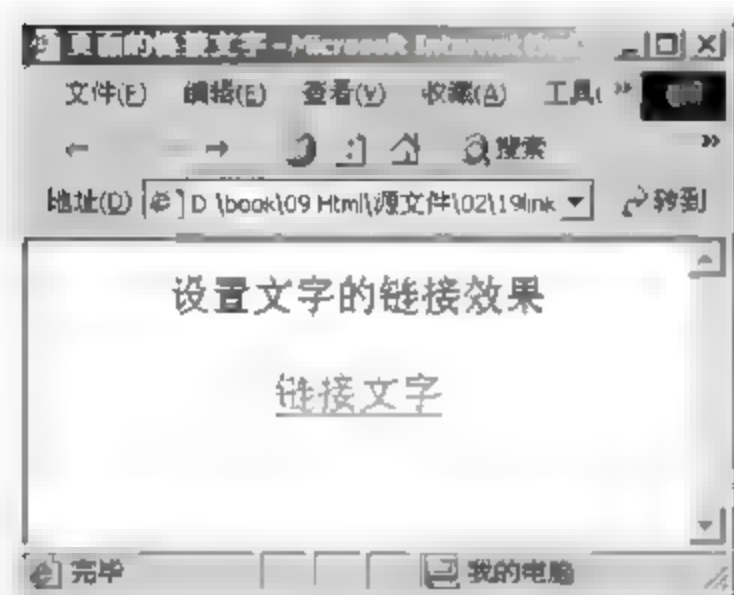 页面的链接文字 - Microsoft Internet
文件(F) 编辑(E) 查看(V) 收藏(A) 工具( »
搜索 »
地址(D) D:\book\09 Html\源文件\02\19link 转到
设置文字的链接效果
链接文字
完毕 我的电脑